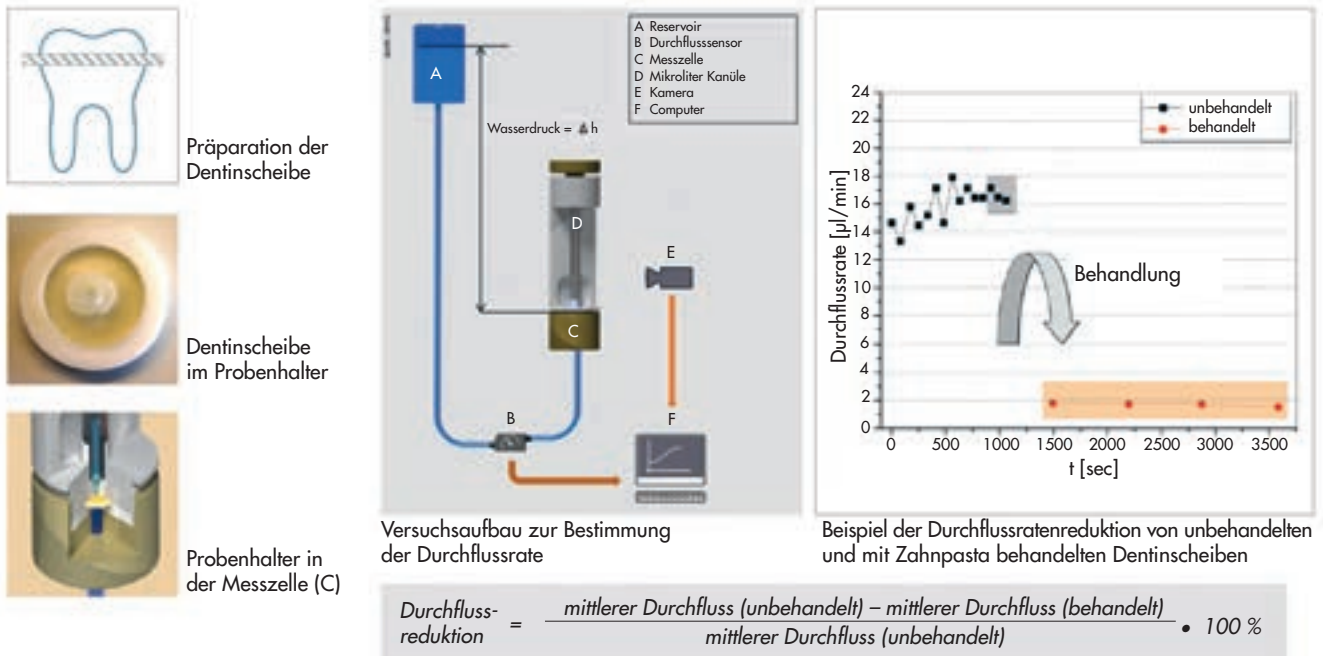 Präparation der
Dentinscheibe
Dentinscheibe
im Probenhalter
Probenhalter in
der Messzelle (C)
A Reservoir
B Durchflusssensor
C Messzelle
D Mikroliter Kanüle
E Kamera
F Computer
A
Wasserdruck = Δ h
D
E
C
B
F
Versuchsaufbau zur Bestimmung
der Durchflussrate
24
22
20
18
16
14
12
10
8
6
4
2
0
Durchflussrate [µl/min]
unbehandelt
behandelt
Behandlung
0 500 1000 1500 2000 2500 3000 3500
t [sec]
Beispiel der Durchflussratenreduktion von unbehandelten
und mit Zahnpasta behandelten Dentinscheiben
Durchfluss-
reduktion = mittlerer Durchfluss (unbehandelt) – mittlerer Durchfluss (behandelt)
mittlerer Durchfluss (unbehandelt) • 100 %